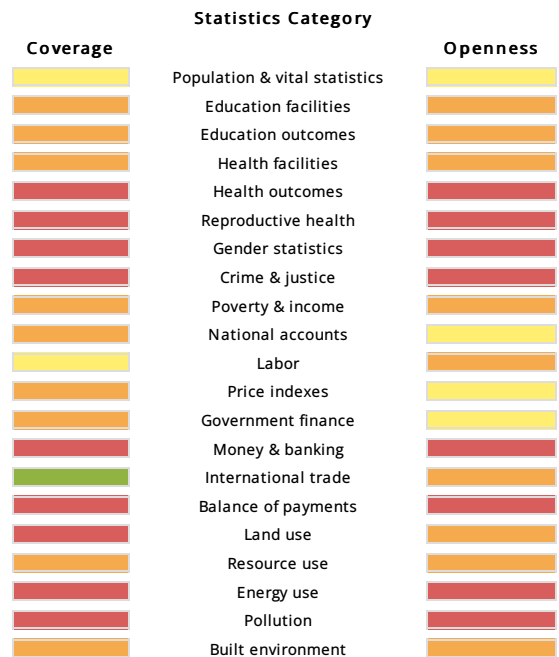 Statistics Category
Coverage
Openness
Population & vital statistics
Education facilities
Education outcomes
Health facilities
Health outcomes
Reproductive health
Gender statistics
Crime & justice
Poverty & income
National accounts
Labor
Price indexes
Government finance
Money & banking
International trade
Balance of payments
Land use
Resource use
Energy use
Pollution
Built environment